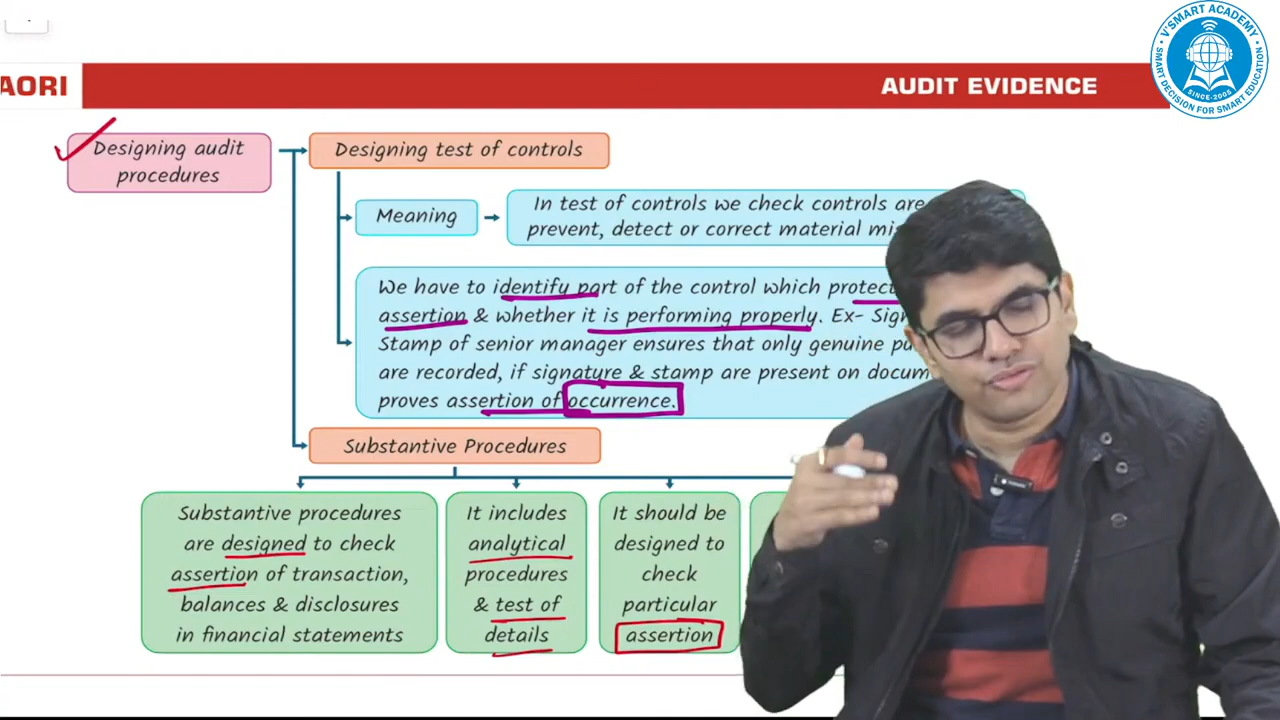 AORI
AUDIT EVIDENCE
V'SMART ACADEMY
SINCE-2005
SMART DECISION FOR SMART EDUCATION
Designing audit
procedures
Designing test of controls
Meaning
In test of controls we check controls are
prevent, detect or correct material
We have to identify part of the control which
assertion & whether it is performing properly. Ex-
Stamp of senior manager ensures that only genuine
are recorded, if signature & stamp are present on
proves assertion of occurrence.
Substantive Procedures
Substantive procedures
are designed to check
assertion of transaction,
balances & disclosures
in financial statements
It includes
analytical
procedures
& test of
details
It should be
designed to
check
particular
assertion